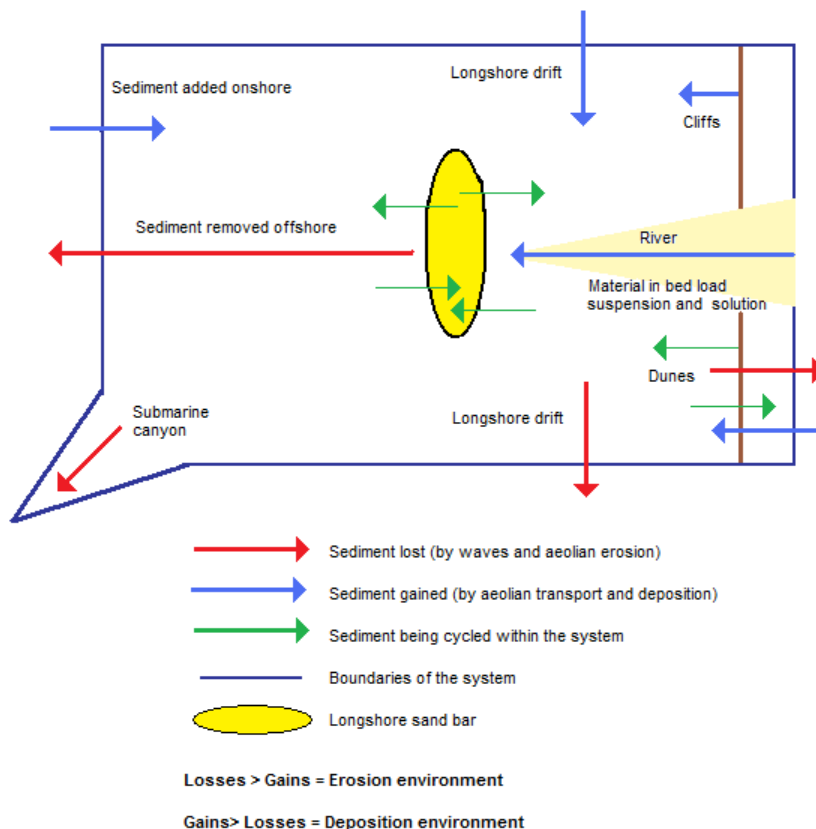 Longshore drift
Sediment added onshore
Cliffs
Sediment removed offshore
River
Material in bed load
suspension and solution
Dunes
Submarine
canyon
Longshore drift
Sediment lost (by waves and aeolian erosion)
Sediment gained (by aeolian transport and deposition)
Sediment being cycled within the system
Boundaries of the system
Longshore sand bar
Losses > Gains = Erosion environment
Gains> Losses = Deposition environment